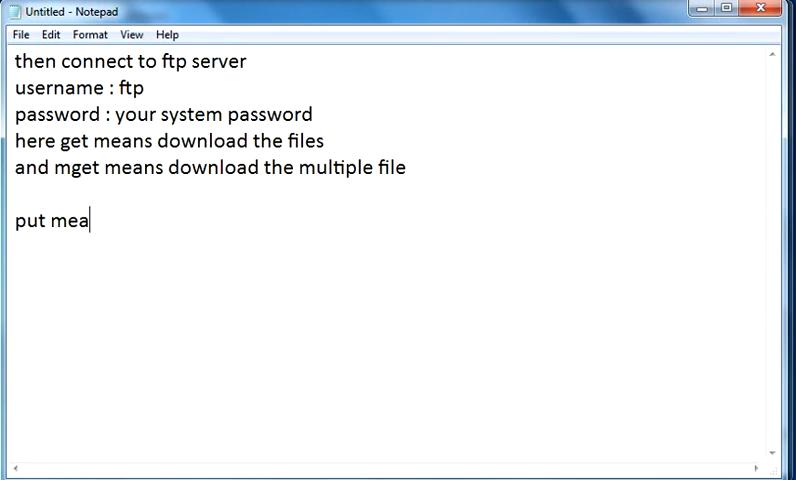 Untitled - Notepad
File Edit Format View Help
then connect to ftp server
username : ftp
password : your system password
here get means download the files
and mget means download the multiple file
put mea